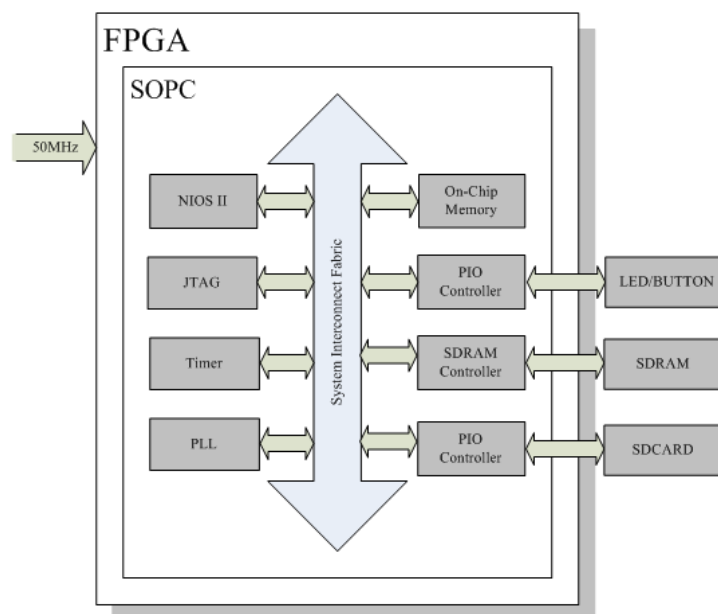 FPGA
SOPC
50MHz
NIOS II
On-Chip
Memory
System Interconnect Fabric
JTAG
PIO
Controller
LED/BUTTON
Timer
SDRAM
Controller
SDRAM
PLL
PIO
Controller
SDCARD